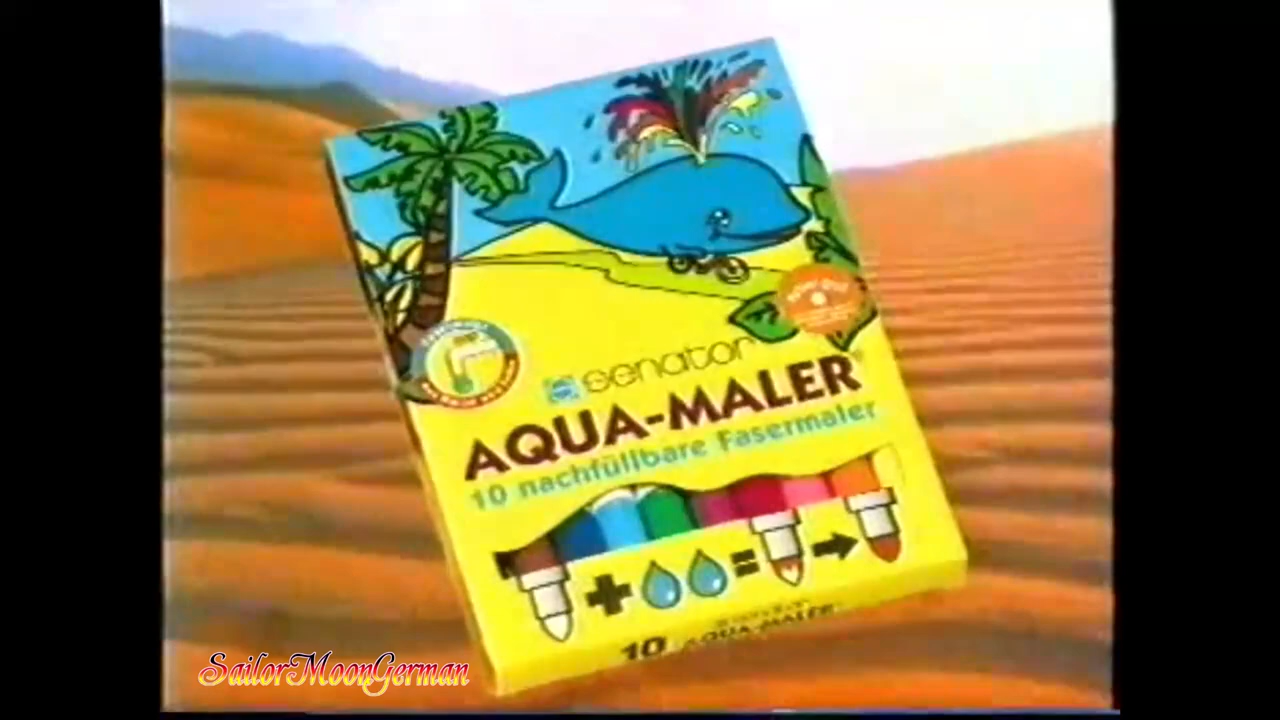 senator
AQUA-MALER®
10 nachfüllbare Fasermaler
10 AQUA-MALER
SailorMoonGerman